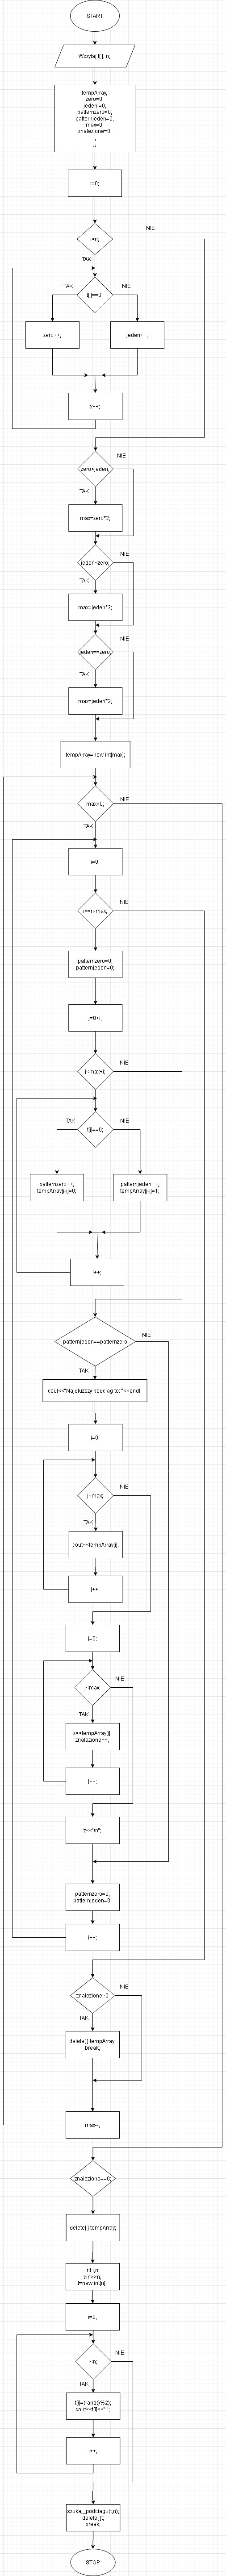 START
Wczytaj t[ ], n;
tempArray,
zero=0,
jeden=0,
patternzero=0,
patternjeden=0,
max=0,
znalezione=0,
i,
j;
i=0;
i<n;
NIE
TAK
t[i]==0;
TAK
NIE
zero++;
jeden++;
i++;
zero<jeden;
NIE
TAK
max=zero*2;
jeden<zero;
NIE
TAK
max=jeden*2;
jeden==zero;
NIE
TAK
max=jeden*2;
tempArray=new int[max];
max>0;
NIE
TAK
i=0;
i<=n-max;
NIE
patternzero=0;
patternjeden=0;
j=0+i;
j<max+i;
NIE
t[j]==0;
TAK
NIE
patternzero++;
tempArray[j-i]=0;
patternjeden++;
tempArray[j-i]=1;
j++;
patternjeden==patternzero
NIE
TAK
cout<<"Najdluzszy podciag to: "<<endl;
j=0;
j<max;
NIE
TAK
cout<<tempArray[j];
j++;
j=0;
j<max;
NIE
TAK
z<<tempArray[j];
znalezione++;
j++;
z<<"\n";
patternzero=0;
patternjeden=0;
i++;
znalezione>0
NIE
TAK
delete[ ] tempArray;
break;
max--;
znalezione==0;
delete[ ] tempArray;
int i,n;
cin>>n;
t=new int[n];
i=0;
i<n;
NIE
TAK
t[i]=(rand()%2);
cout<<t[i]<<" ";
i++;
szukaj_podciagu(t,n);
delete[ ]t;
break;
STOP